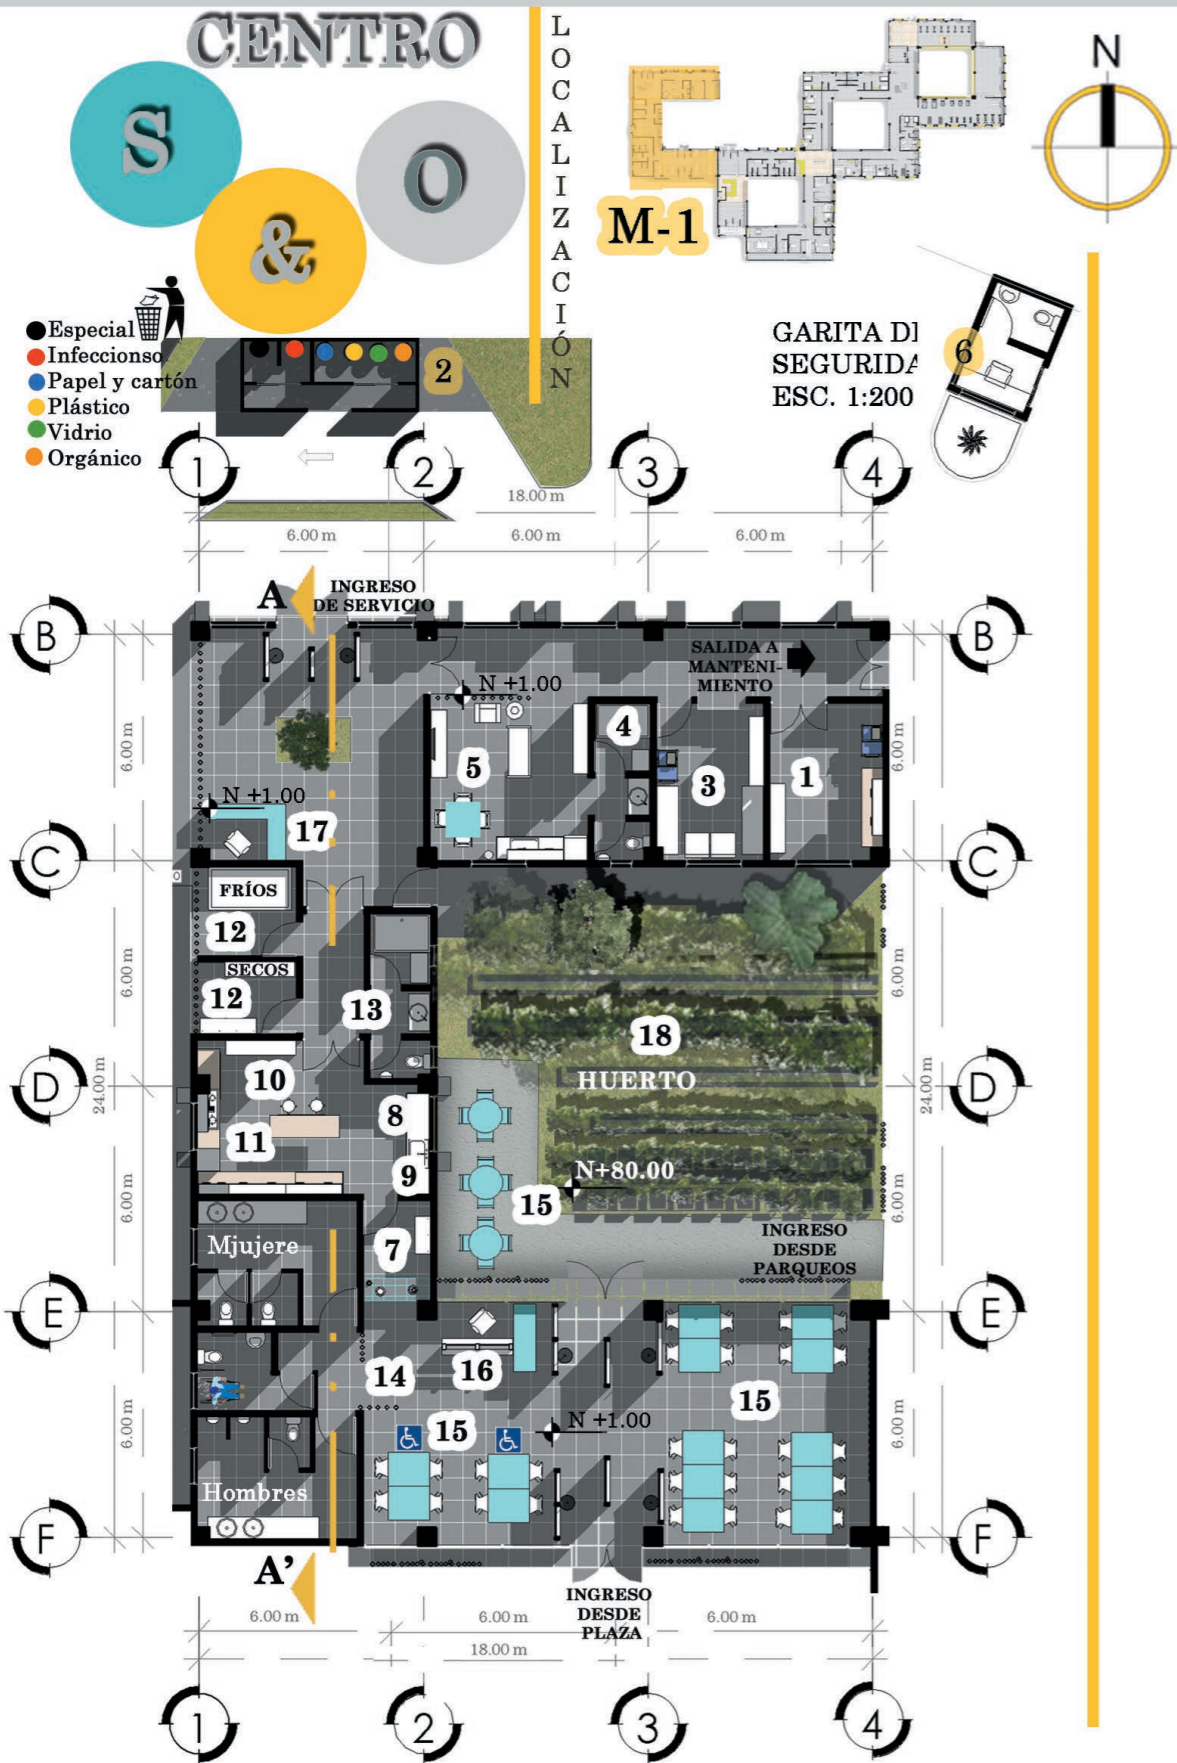 CENTRO
S
&
O
LOCALIZACIÓN
M-1
N
Especial
Infeccionso
Papel y cartón
Plástico
Vidrio
Orgánico
2
GARITA DE
SEGURIDA
ESC. 1:200
6
1
2
3
4
18.00 m
6.00 m
6.00 m
6.00 m
A
INGRESO
DE SERVICIO
B
B
SALIDA A
MANTENI-
MIENTO
N +1.00
4
5
3
1
6.00 m
6.00 m
N +1.00
17
C
C
FRÍOS
12
SECOS
12
13
6.00 m
6.00 m
18
HUERTO
D
D
24.00 m
24.00 m
10
8
11
9
N+80.00
15
6.00 m
6.00 m
Mjujere
7
INGRESO
DESDE
PARQUEOS
E
E
14
16
15
15
N +1.00
6.00 m
6.00 m
Hombres
F
F
A’
INGRESO
DESDE
PLAZA
6.00 m
6.00 m
6.00 m
18.00 m
1
2
3
4